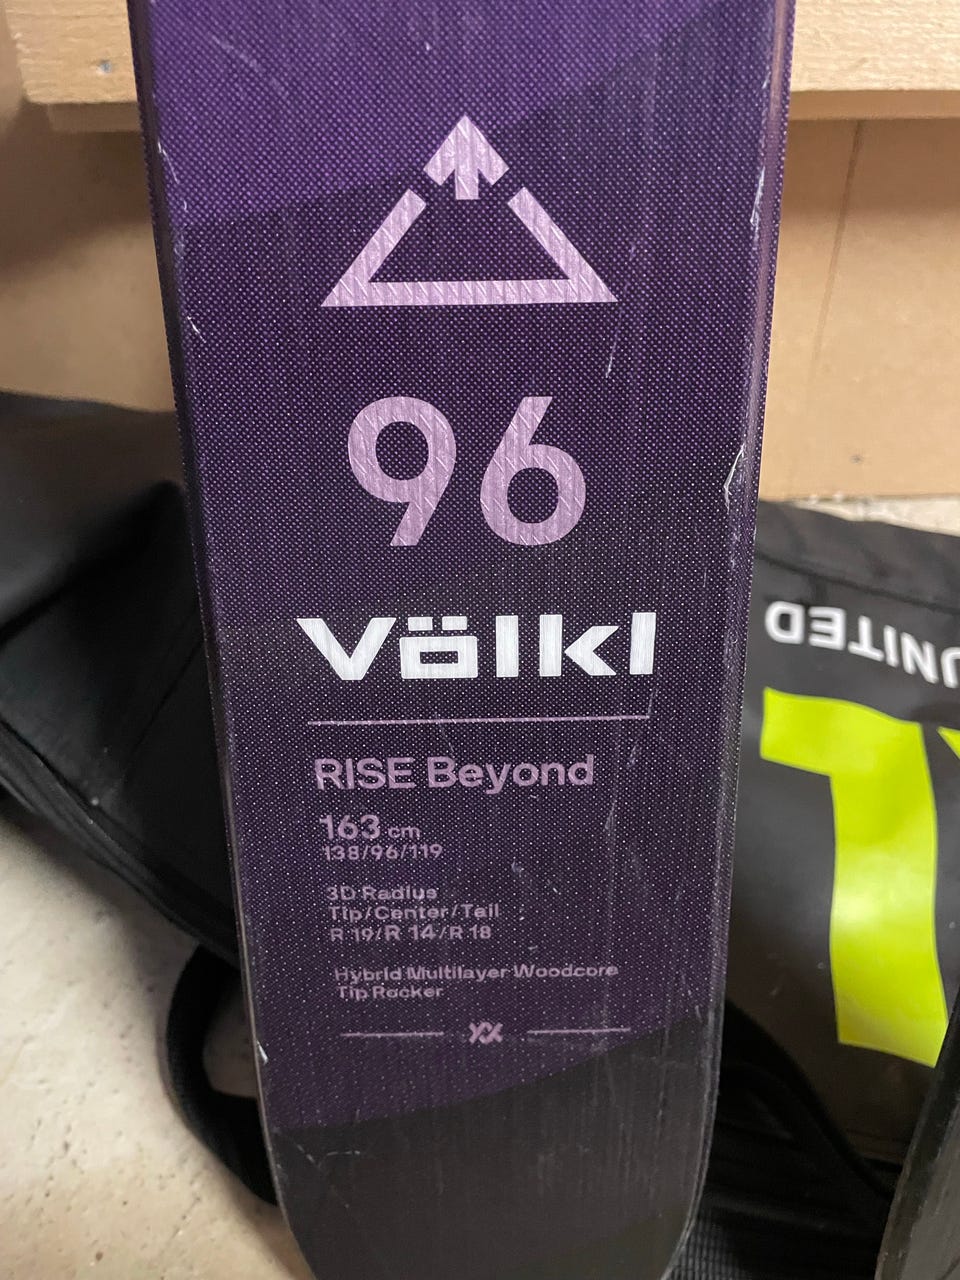 96
Völkl
RISE Beyond
163 cm
138/96/119
3D Radius
Tip/Center/Tail
R 19/R 14/R 18
Hybrid Multilayer Woodcore
Tip Rocker
UNITED